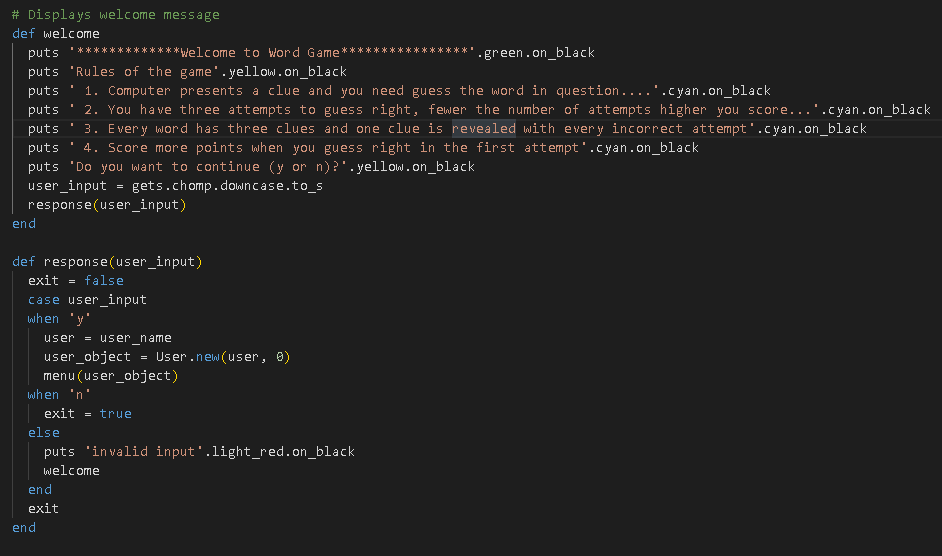 # Displays welcome message
def welcome
  puts '*************Welcome to Word Game****************'.green.on_black
  puts 'Rules of the game'.yellow.on_black
  puts ' 1. Computer presents a clue and you need guess the word in question....'.cyan.on_black
  puts ' 2. You have three attempts to guess right, fewer the number of attempts higher you score...'.cyan.on_black
  puts ' 3. Every word has three clues and one clue is revealed with every incorrect attempt'.cyan.on_black
  puts ' 4. Score more points when you guess right in the first attempt'.cyan.on_black
  puts 'Do you want to continue (y or n)?'.yellow.on_black
  user_input = gets.chomp.downcase.to_s
  response(user_input)
end

def response(user_input)
  exit = false
  case user_input
  when 'y'
    user = user_name
    user_object = User.new(user, 0)
    menu(user_object)
  when 'n'
    exit = true
  else
    puts 'invalid input'.light_red.on_black
    welcome
  end
  exit
end